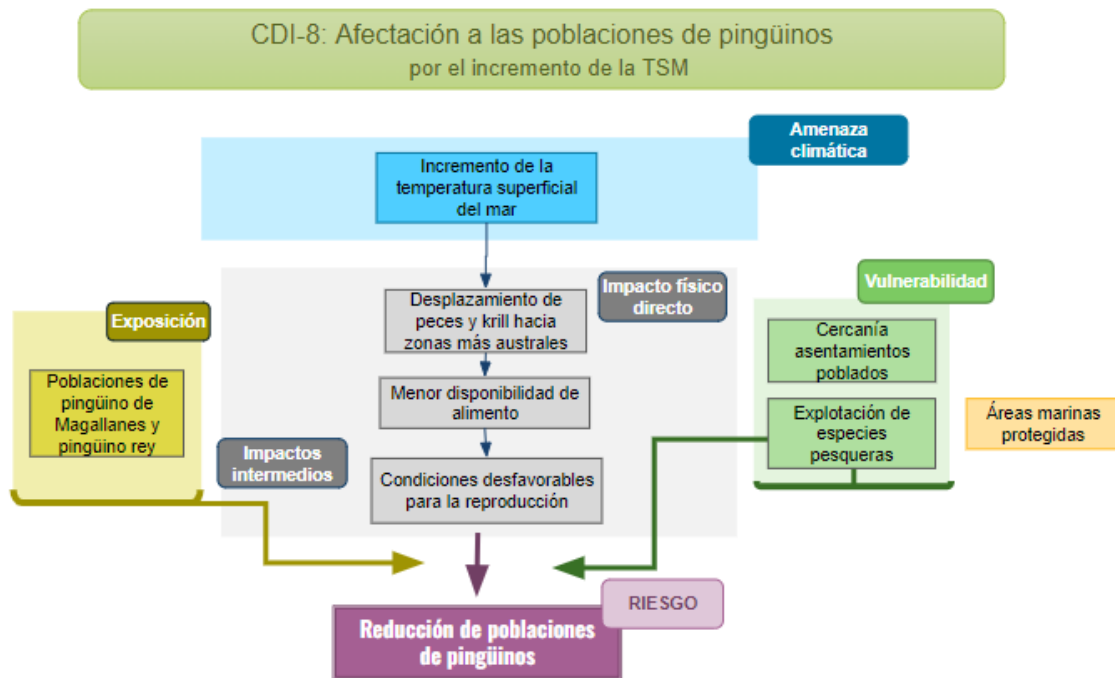 CDI-8: Afectación a las poblaciones de pingüinos
por el incremento de la TSM
Amenaza
climática
Incremento de la
temperatura superficial
del mar
Impacto físico
directo
Desplazamiento de
peces y krill hacia
zonas más australes
Menor disponibilidad de
alimento
Impactos
intermedios
Condiciones desfavorables
para la reproducción
Exposición
Poblaciones de
pingüino de
Magallanes y
pingüino rey
Vulnerabilidad
Cercanía
asentamientos
poblados
Explotación de
especies
pesqueras
Áreas marinas
protegidas
RIESGO
Reducción de poblaciones
de pingüinos